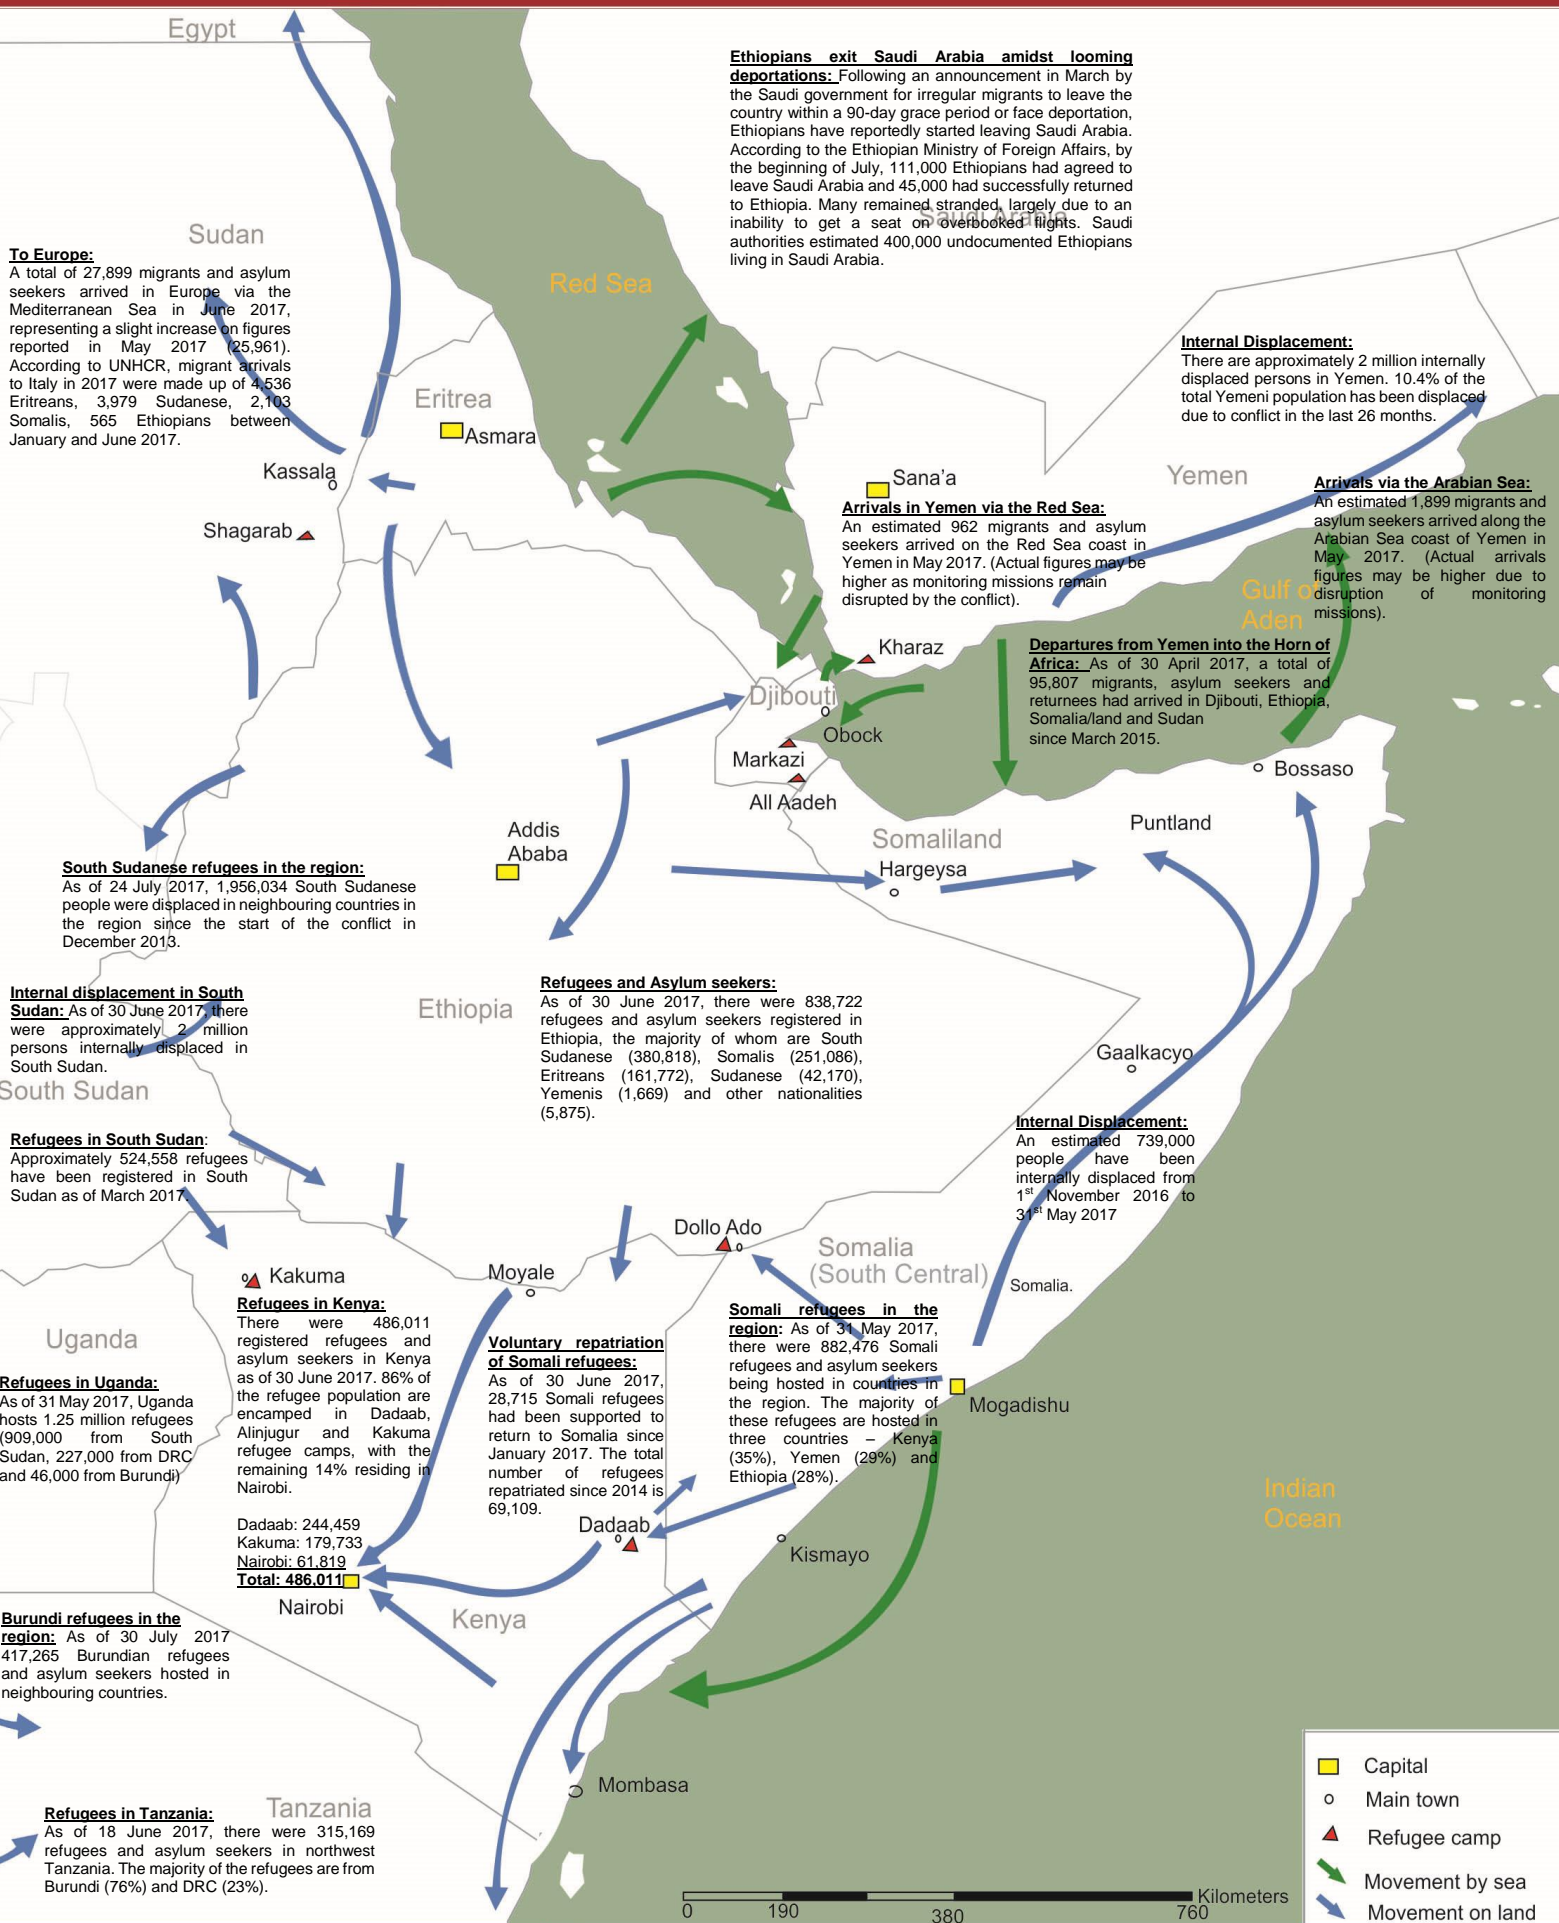 Egypt
Ethiopians exit Saudi Arabia amidst looming
deportations: Following an announcement in March by
the Saudi government for irregular migrants to leave the
country within a 90-day grace period or face deportation,
Ethiopians have reportedly started leaving Saudi Arabia.
According to the Ethiopian Ministry of Foreign Affairs, by
the beginning of July, 111,000 Ethiopians had agreed to
leave Saudi Arabia and 45,000 had successfully returned
to Ethiopia. Many remained stranded, largely due to an
inability to get a seat on overbooked flights. Saudi
authorities estimated 400,000 undocumented Ethiopians
living in Saudi Arabia.
Saudi Arabia
Sudan
Red Sea
To Europe:
A total of 27,899 migrants and asylum
seekers arrived in Europe via the
Mediterranean Sea in June 2017,
representing a slight increase on figures
reported in May 2017 (25,961).
According to UNHCR, migrant arrivals
to Italy in 2017 were made up of 4,536
Eritreans, 3,979 Sudanese, 2,103
Somalis, 565 Ethiopians between
January and June 2017.
Internal Displacement:
There are approximately 2 million internally
displaced persons in Yemen. 10.4% of the
total Yemeni population has been displaced
due to conflict in the last 26 months.
Eritrea
Asmara
Kassala
Shagarab
Sana'a
Yemen
Arrivals in Yemen via the Red Sea:
An estimated 962 migrants and asylum
seekers arrived on the Red Sea coast in
Yemen in May 2017. (Actual figures may be
higher as monitoring missions remain
disrupted by the conflict).
Arrivals via the Arabian Sea:
An estimated 1,899 migrants and
asylum seekers arrived along the
Arabian Sea coast of Yemen in
May 2017. (Actual arrivals
figures may be higher due to
disruption of monitoring
missions).
Gulf of
Aden
Kharaz
Departures from Yemen into the Horn of
Africa: As of 30 April 2017, a total of
95,807 migrants, asylum seekers and
returnees had arrived in Djibouti, Ethiopia,
Somalia/land and Sudan
since March 2015.
Djibouti
Obock
Markazi
All Aadeh
Bossaso
Puntland
Somaliland
Hargeysa
Addis
Ababa
South Sudanese refugees in the region:
As of 24 July 2017, 1,956,034 South Sudanese
people were displaced in neighbouring countries in
the region since the start of the conflict in
December 2013.
Internal displacement in South
Sudan: As of 30 June 2017, there
were approximately 2 million
persons internally displaced in
South Sudan.
South Sudan
Ethiopia
Refugees and Asylum seekers:
As of 30 June 2017, there were 838,722
refugees and asylum seekers registered in
Ethiopia, the majority of whom are South
Sudanese (380,818), Somalis (251,086),
Eritreans (161,772), Sudanese (42,170),
Yemenis (1,669) and other nationalities
(5,875).
Gaalkacyo
Internal Displacement:
An estimated 739,000
people have been
internally displaced from
1st November 2016 to
31st May 2017
Somalia.
Refugees in South Sudan:
Approximately 524,558 refugees
have been registered in South
Sudan as of March 2017.
Dollo Ado
Somalia
(South Central)
Moyale
Kakuma
Uganda
Refugees in Kenya:
There were 486,011
registered refugees and
asylum seekers in Kenya
as of 30 June 2017. 86% of
the refugee population are
encamped in Dadaab,
Alinjugur and Kakuma
refugee camps, with the
remaining 14% residing in
Nairobi.
Dadaab: 244,459
Kakuma: 179,733
Nairobi: 61,819
Total: 486,011
Nairobi
Voluntary repatriation
of Somali refugees:
As of 30 June 2017,
28,715 Somali refugees
had been supported to
return to Somalia since
January 2017. The total
number of refugees
repatriated since 2014 is
69,109.
Somali refugees in the
region: As of 31 May 2017,
there were 882,476 Somali
refugees and asylum seekers
being hosted in countries in
the region. The majority of
these refugees are hosted in
three countries – Kenya
(35%), Yemen (29%) and
Ethiopia (28%).
Mogadishu
Refugees in Uganda:
As of 31 May 2017, Uganda
hosts 1.25 million refugees
(909,000 from South
Sudan, 227,000 from DRC
and 46,000 from Burundi)
Dadaab
Kismayo
Indian
Ocean
Kenya
Burundi refugees in the
region: As of 30 July 2017
417,265 Burundian refugees
and asylum seekers hosted in
neighbouring countries.
Mombasa
Tanzania
Refugees in Tanzania:
As of 18 June 2017, there were 315,169
refugees and asylum seekers in northwest
Tanzania. The majority of the refugees are from
Burundi (76%) and DRC (23%).
Capital
Main town
Refugee camp
Movement by sea
Movement on land
Kilometers
0 190 380 760